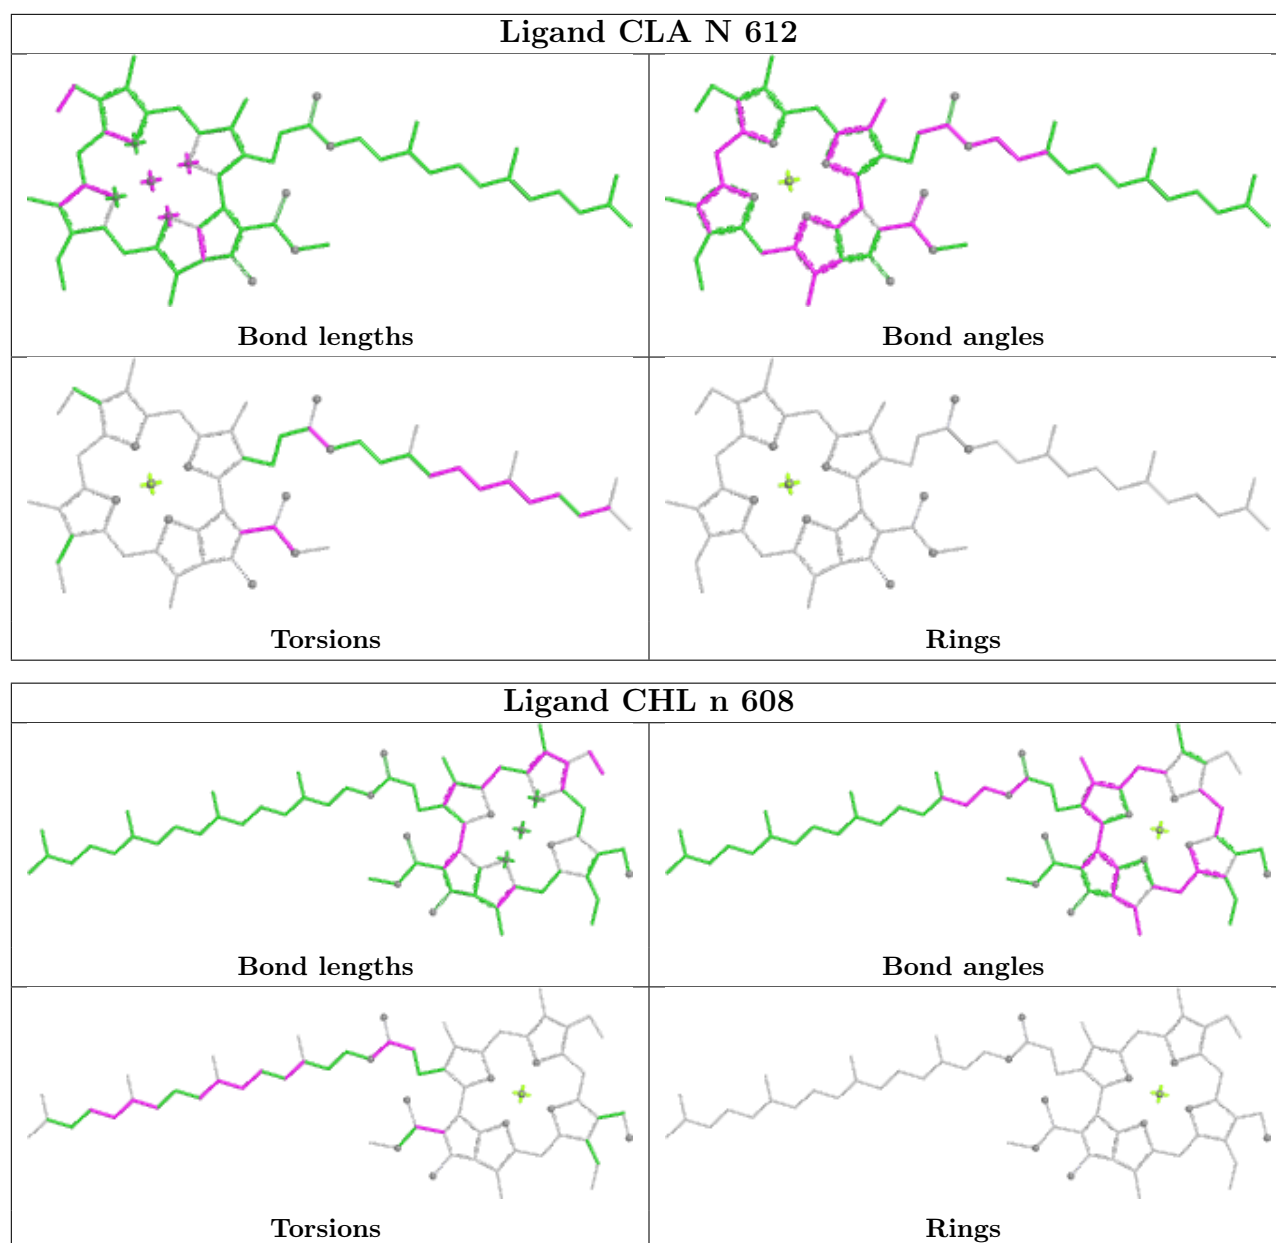 Ligand CLA N 612
Bond lengths
Bond angles
Torsions
Rings
Ligand CHL n 608
Bond lengths
Bond angles
Torsions
Rings